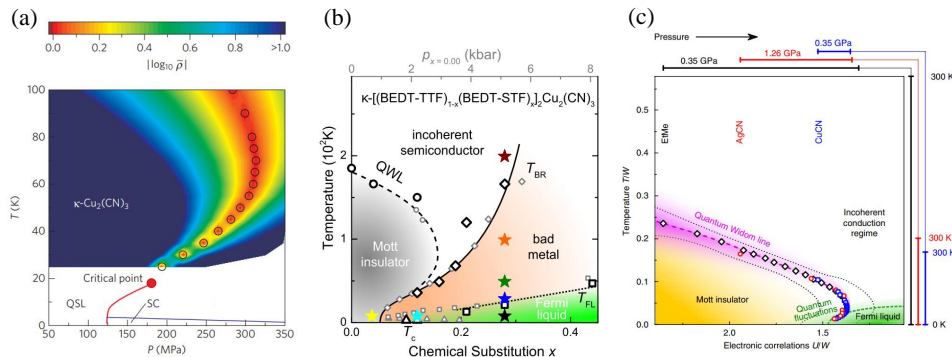 (a)
0.0 0.2 0.4 0.6 0.8 >1.0
|log₁₀ ρ̃|
100
80
60
40
20
0
T (K)
κ-Cu₂(CN)₃
Critical point
QSL
SC
50 100 150 200 250 300 350
P (MPa)
(b)
pₓ ₌ ₀.₀₀ (kbar)
0 2 4 6 8
κ-[(BEDT-TTF)₁₋ₓ(BEDT-STF)ₓ]₂Cu₂(CN)₃
incoherent
semiconductor
QWL
T_BR
Mott
insulator
bad
metal
T_FL
Fermi
liquid
T_c
Temperature (10²K)
2
1
0
0.0 0.2 0.4
Chemical Substitution x
(c)
Pressure
0.35 GPa
1.26 GPa
0.35 GPa
EtMe
AgCN
CuCN
300 K
300 K
300 K
0 K
Quantum Widom line
Incoherent
conduction
regime
Mott insulator
Quantum
fluctuations
Fermi liquid
Temperature T/W
0.5
0.4
0.3
0.2
0.1
0.0
2.0 1.5
Electronic correlations U/W